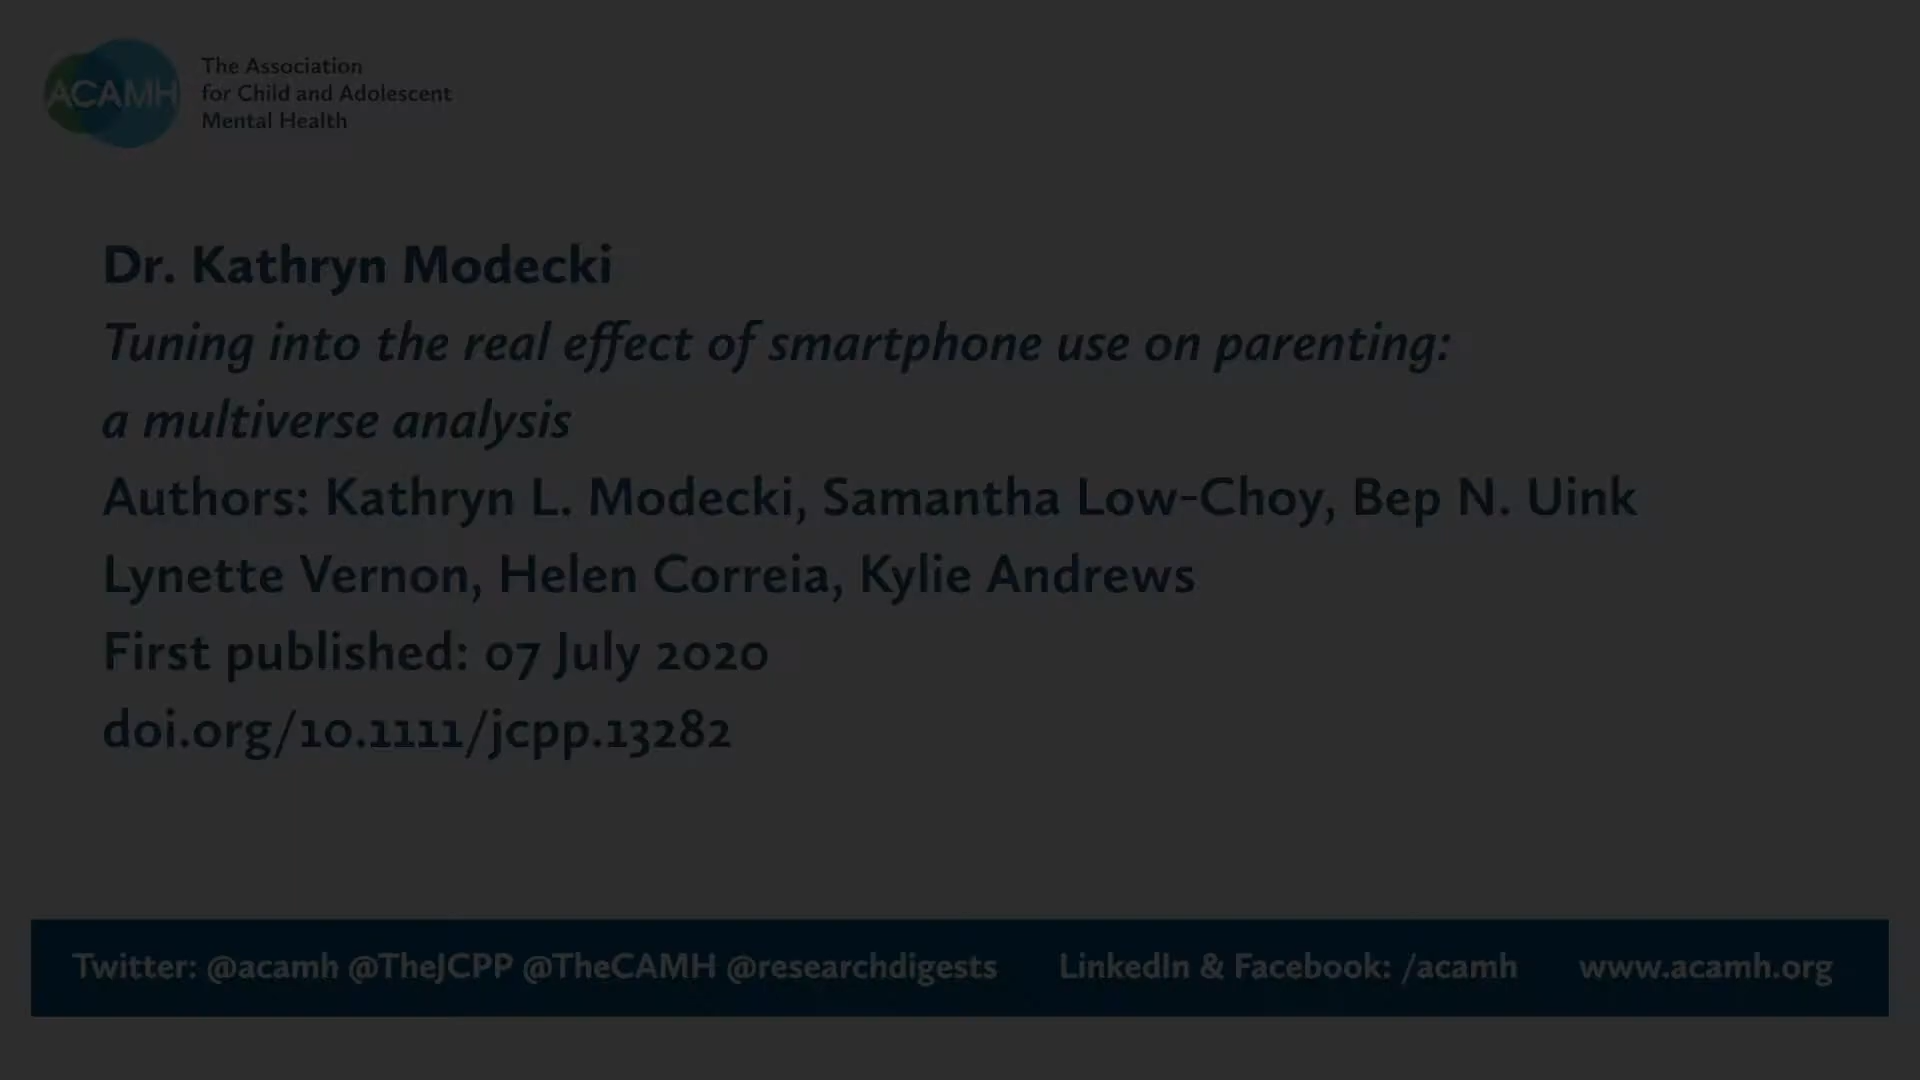 ACAMH
The Association
for Child and Adolescent
Mental Health
Dr. Kathryn Modecki
Tuning into the real effect of smartphone use on parenting:
a multiverse analysis
Authors: Kathryn L. Modecki, Samantha Low-Choy, Bep N. Uink
Lynette Vernon, Helen Correia, Kylie Andrews
First published: 07 July 2020
doi.org/10.1111/jcpp.13282
Twitter: @acamh @TheJCPP @TheCAMH @researchdigests LinkedIn & Facebook: /acamh www.acamh.org